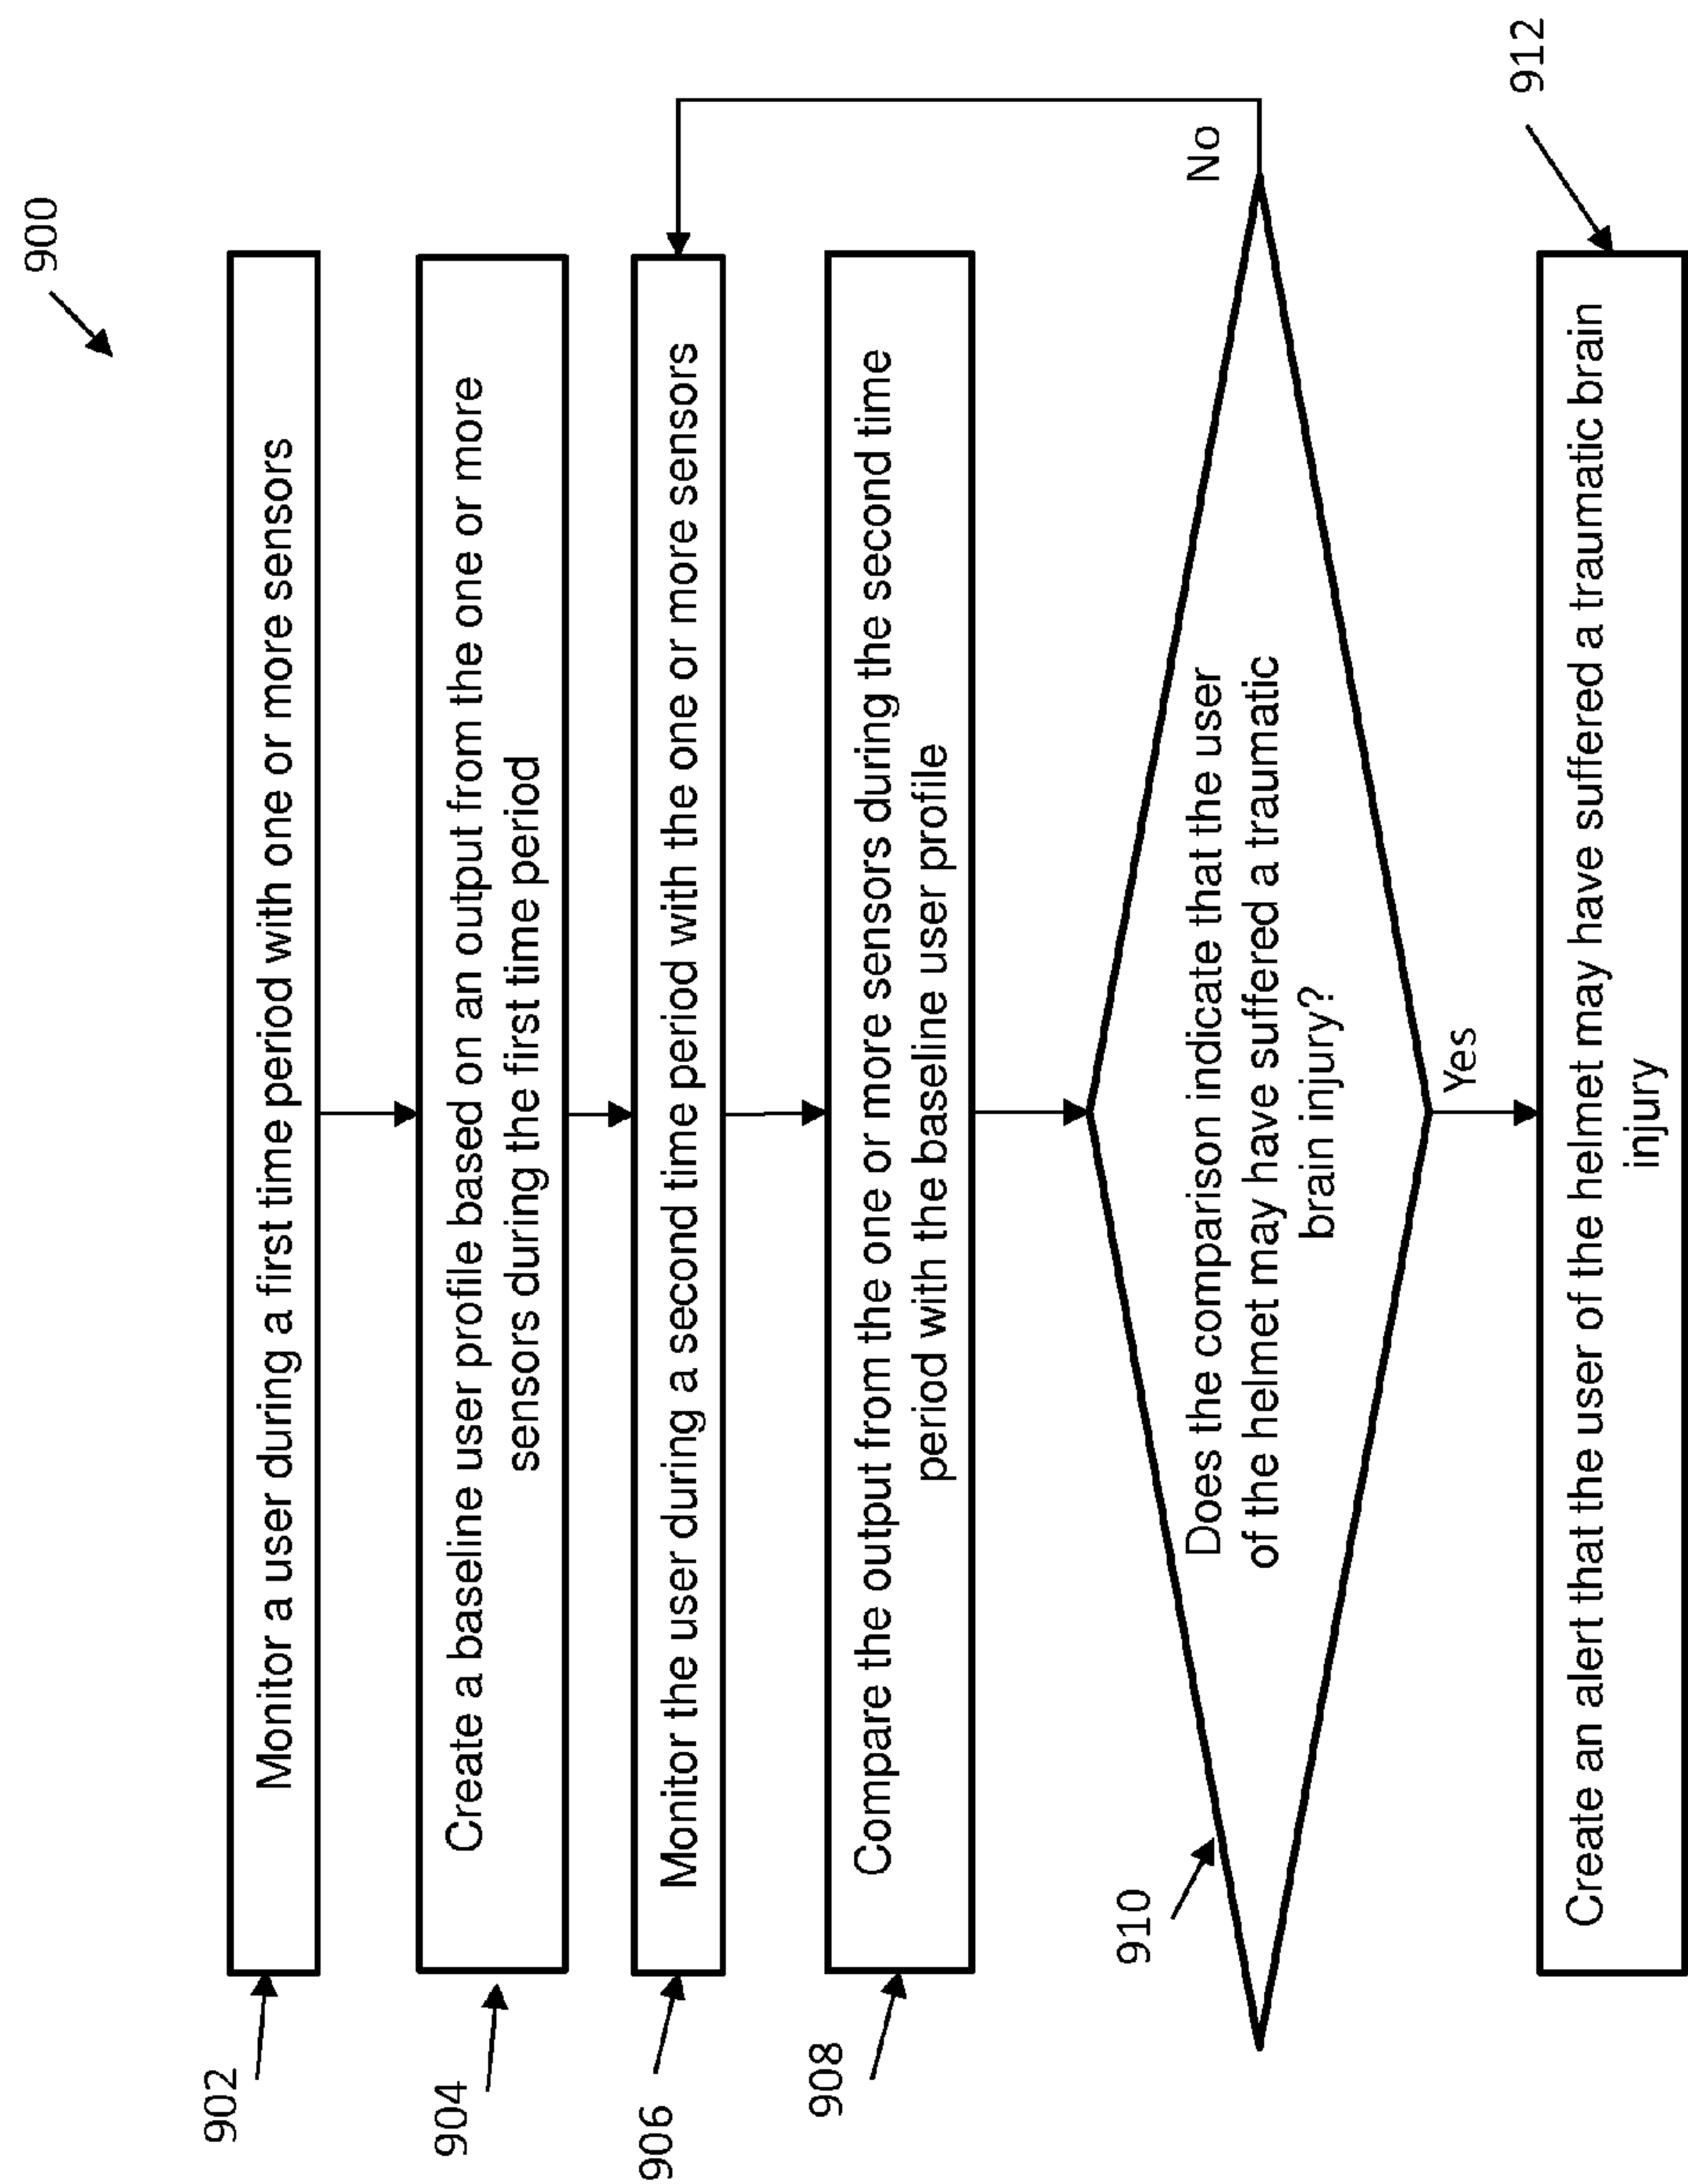 900
902
Monitor a user during a first time period with one or more sensors
904
Create a baseline user profile based on an output from the one or more
sensors during the first time period
906
Monitor the user during a second time period with the one or more sensors
908
Compare the output from the one or more sensors during the second time
period with the baseline user profile
910
Does the comparison indicate that the user
of the helmet may have suffered a traumatic
brain injury?
No
Yes
912
Create an alert that the user of the helmet may have suffered a traumatic brain
injury